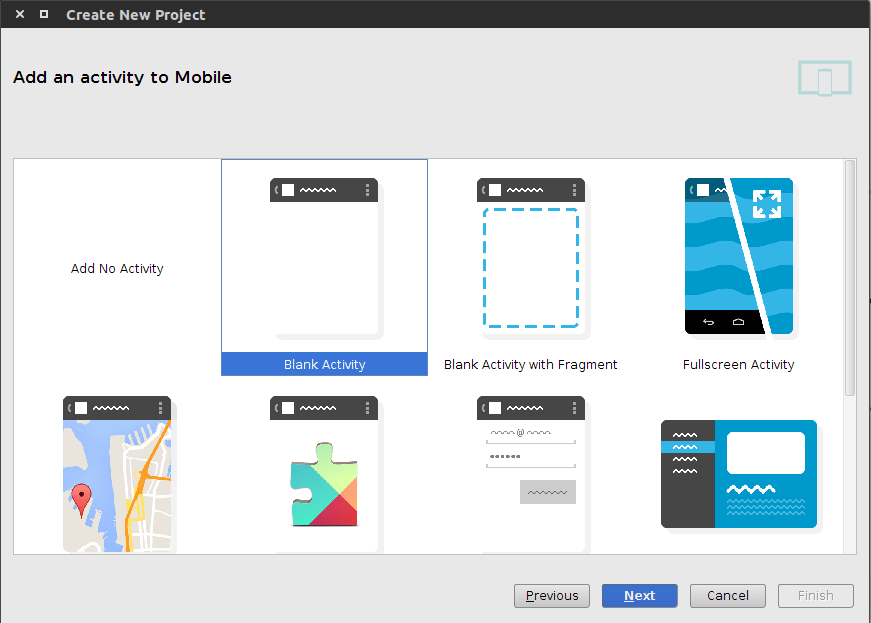 Create New Project
Add an activity to Mobile
Add No Activity
Blank Activity
Blank Activity with Fragment
Fullscreen Activity
@
Previous
Next
Cancel
Finish